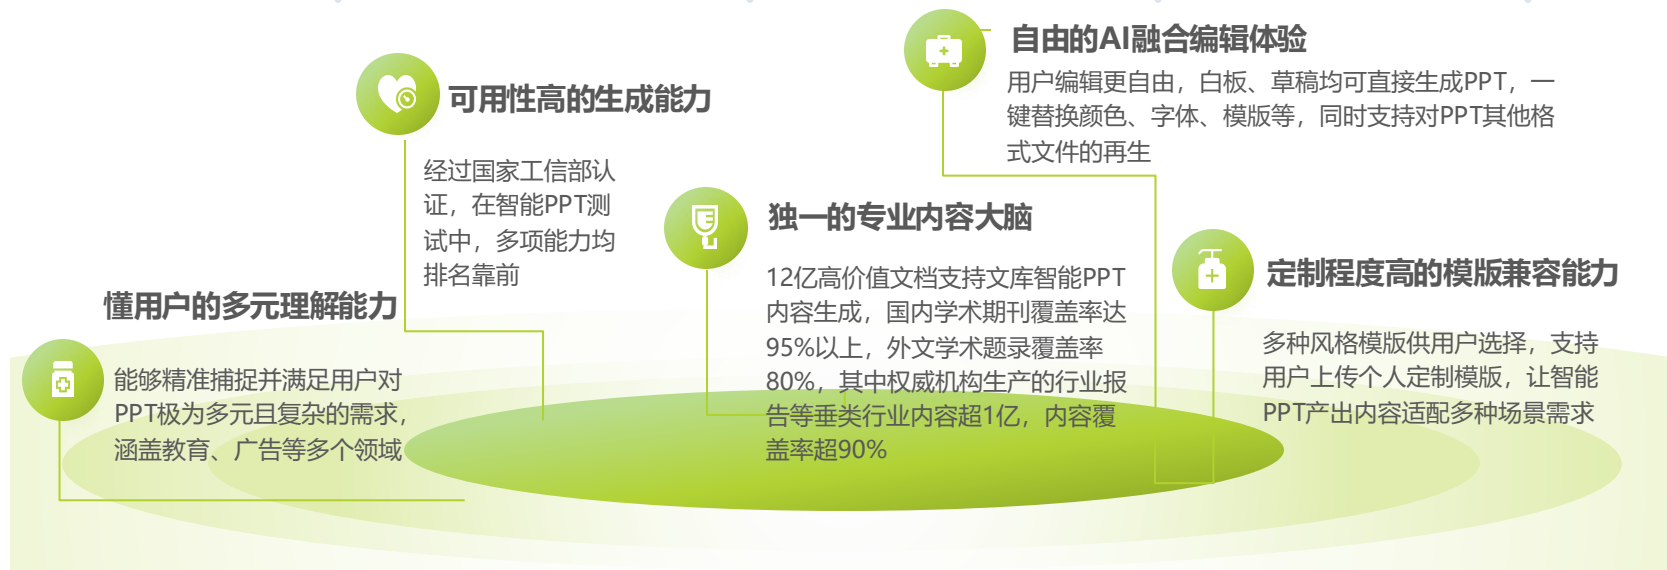 懂用户的多元理解能力
能够精准捕捉并满足用户对
PPT极为多元且复杂的需求，
涵盖教育、广告等多个领域
可用性高的生成能力
经过国家工信部认
证，在智能PPT测
试中，多项能力均
排名靠前
独一的专业内容大脑
12亿高价值文档支持文库智能PPT
内容生成，国内学术期刊覆盖率达
95%以上，外文学术题录覆盖率
80%，其中权威机构生产的行业报
告等垂类行业内容超1亿，内容覆
盖率超90%
自由的AI融合编辑体验
用户编辑更自由，白板、草稿均可直接生成PPT，一
键替换颜色、字体、模版等，同时支持对PPT其他格
式文件的再生
定制程度高的模版兼容能力
多种风格模版供用户选择，支持
用户上传个人定制模版，让智能
PPT产出内容适配多种场景需求